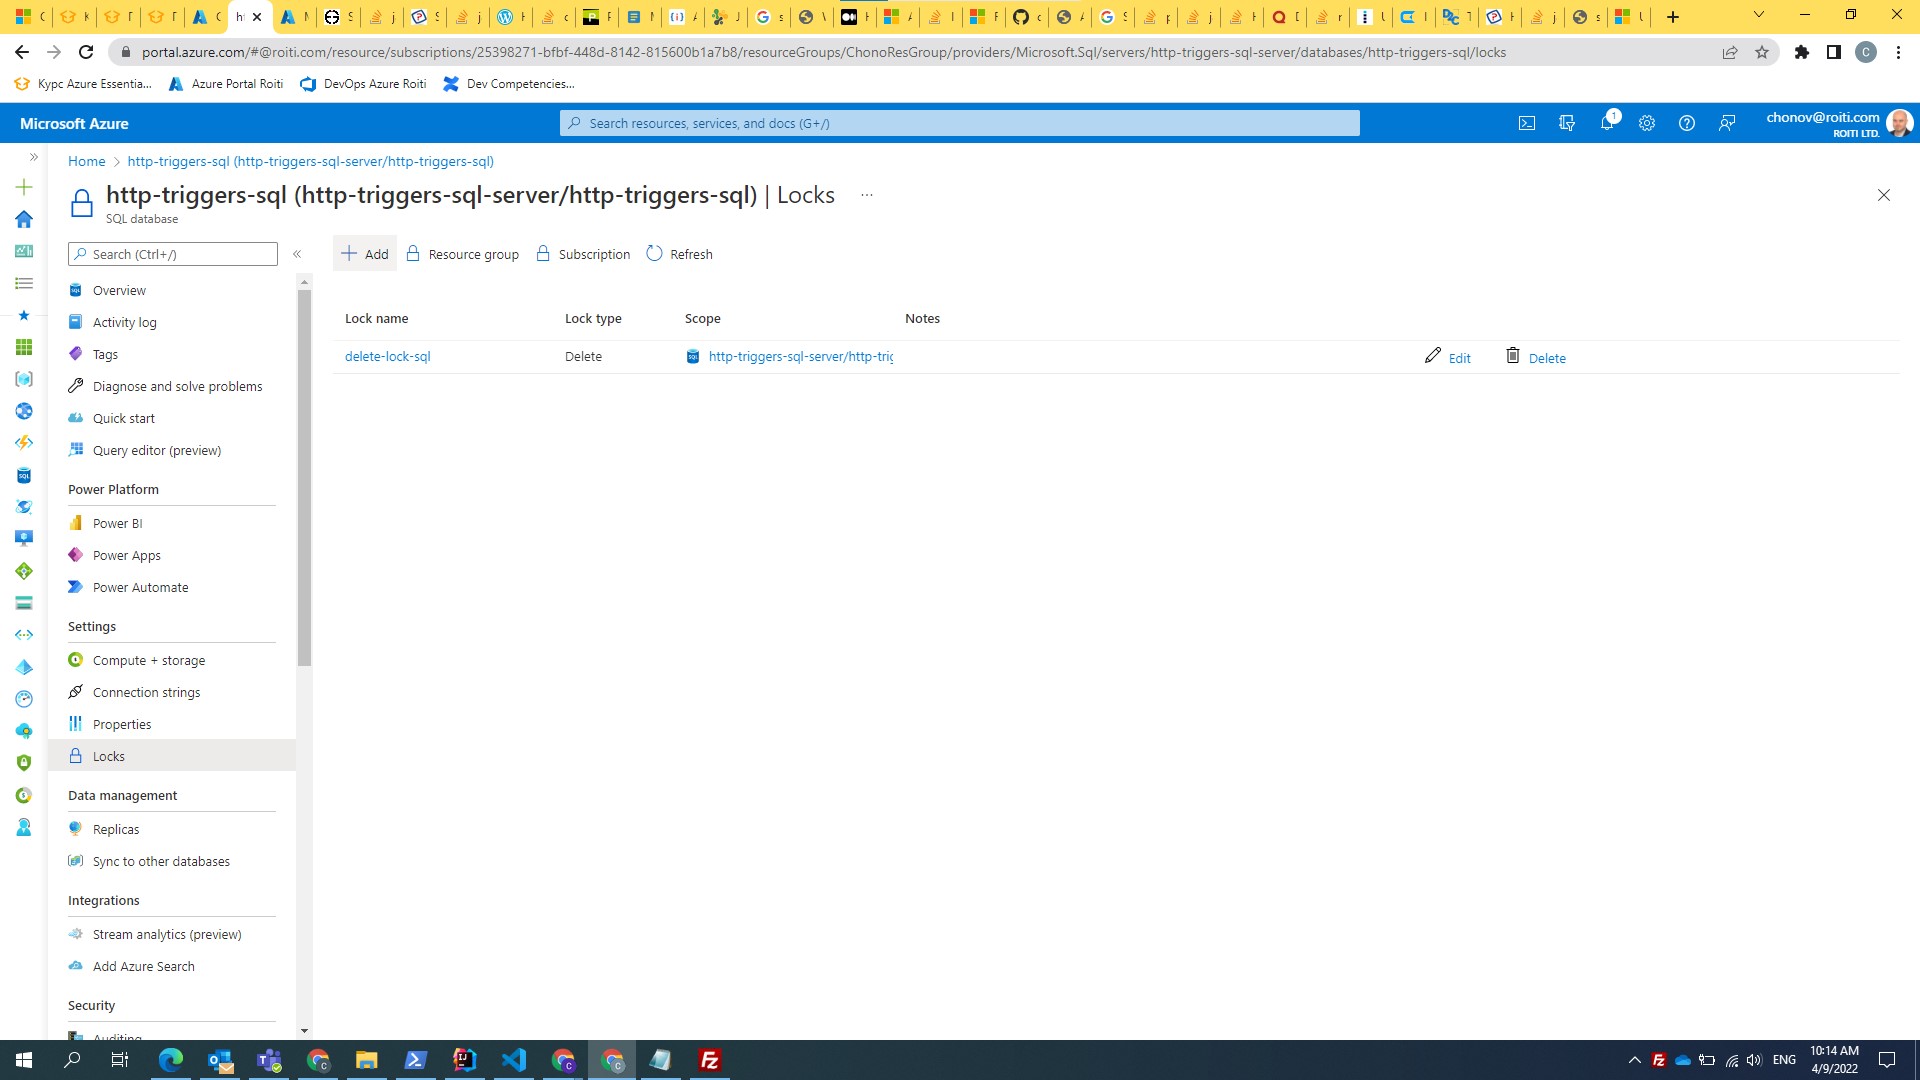 portal.azure.com/#@roiti.com/resource/subscriptions/25398271-bfbf-448d-8142-815600b1a7b8/resourceGroups/ChonoResGroup/providers/Microsoft.Sql/servers/http-triggers-sql-server/databases/http-triggers-sql/locks
Курс Azure Essentia...
Azure Portal Roiti
DevOps Azure Roiti
Dev Competencies...
Microsoft Azure
Search resources, services, and docs (G+/)
1
chonov@roiti.com
ROITI LTD.
Home > http-triggers-sql (http-triggers-sql-server/http-triggers-sql)
http-triggers-sql (http-triggers-sql-server/http-triggers-sql) | Locks ...
SQL database
Search (Ctrl+/)
Overview
Activity log
Tags
Diagnose and solve problems
Quick start
Query editor (preview)
Power Platform
Power BI
Power Apps
Power Automate
Settings
Compute + storage
Connection strings
Properties
Locks
Data management
Replicas
Sync to other databases
Integrations
Stream analytics (preview)
Add Azure Search
Security
Auditing
Add
Resource group
Subscription
Refresh
Lock name Lock type Scope Notes
delete-lock-sql Delete http-triggers-sql-server/http-trig Edit Delete
ENG
10:14 AM
4/9/2022